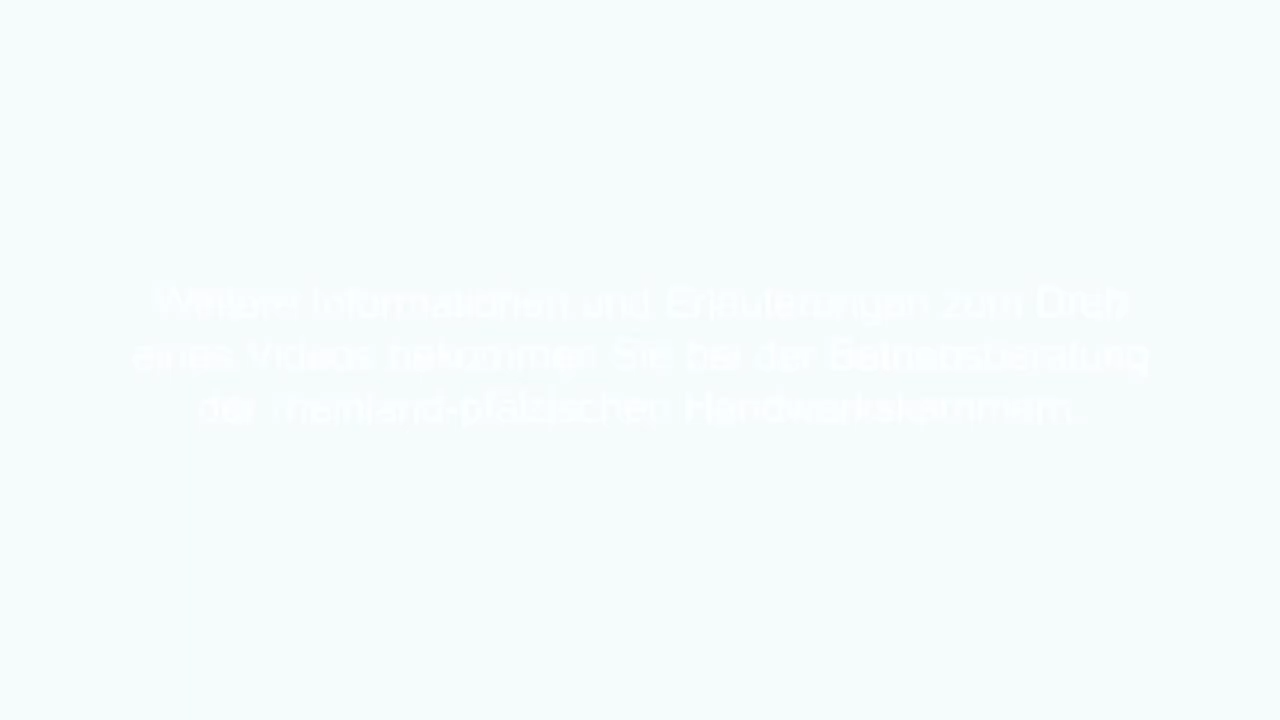 Weitere Informationen und Erläuterungen zum Dreh
eines Videos bekommen Sie bei der Betriebsberatung
der rheinland-pfälzischen Handwerkskammern.